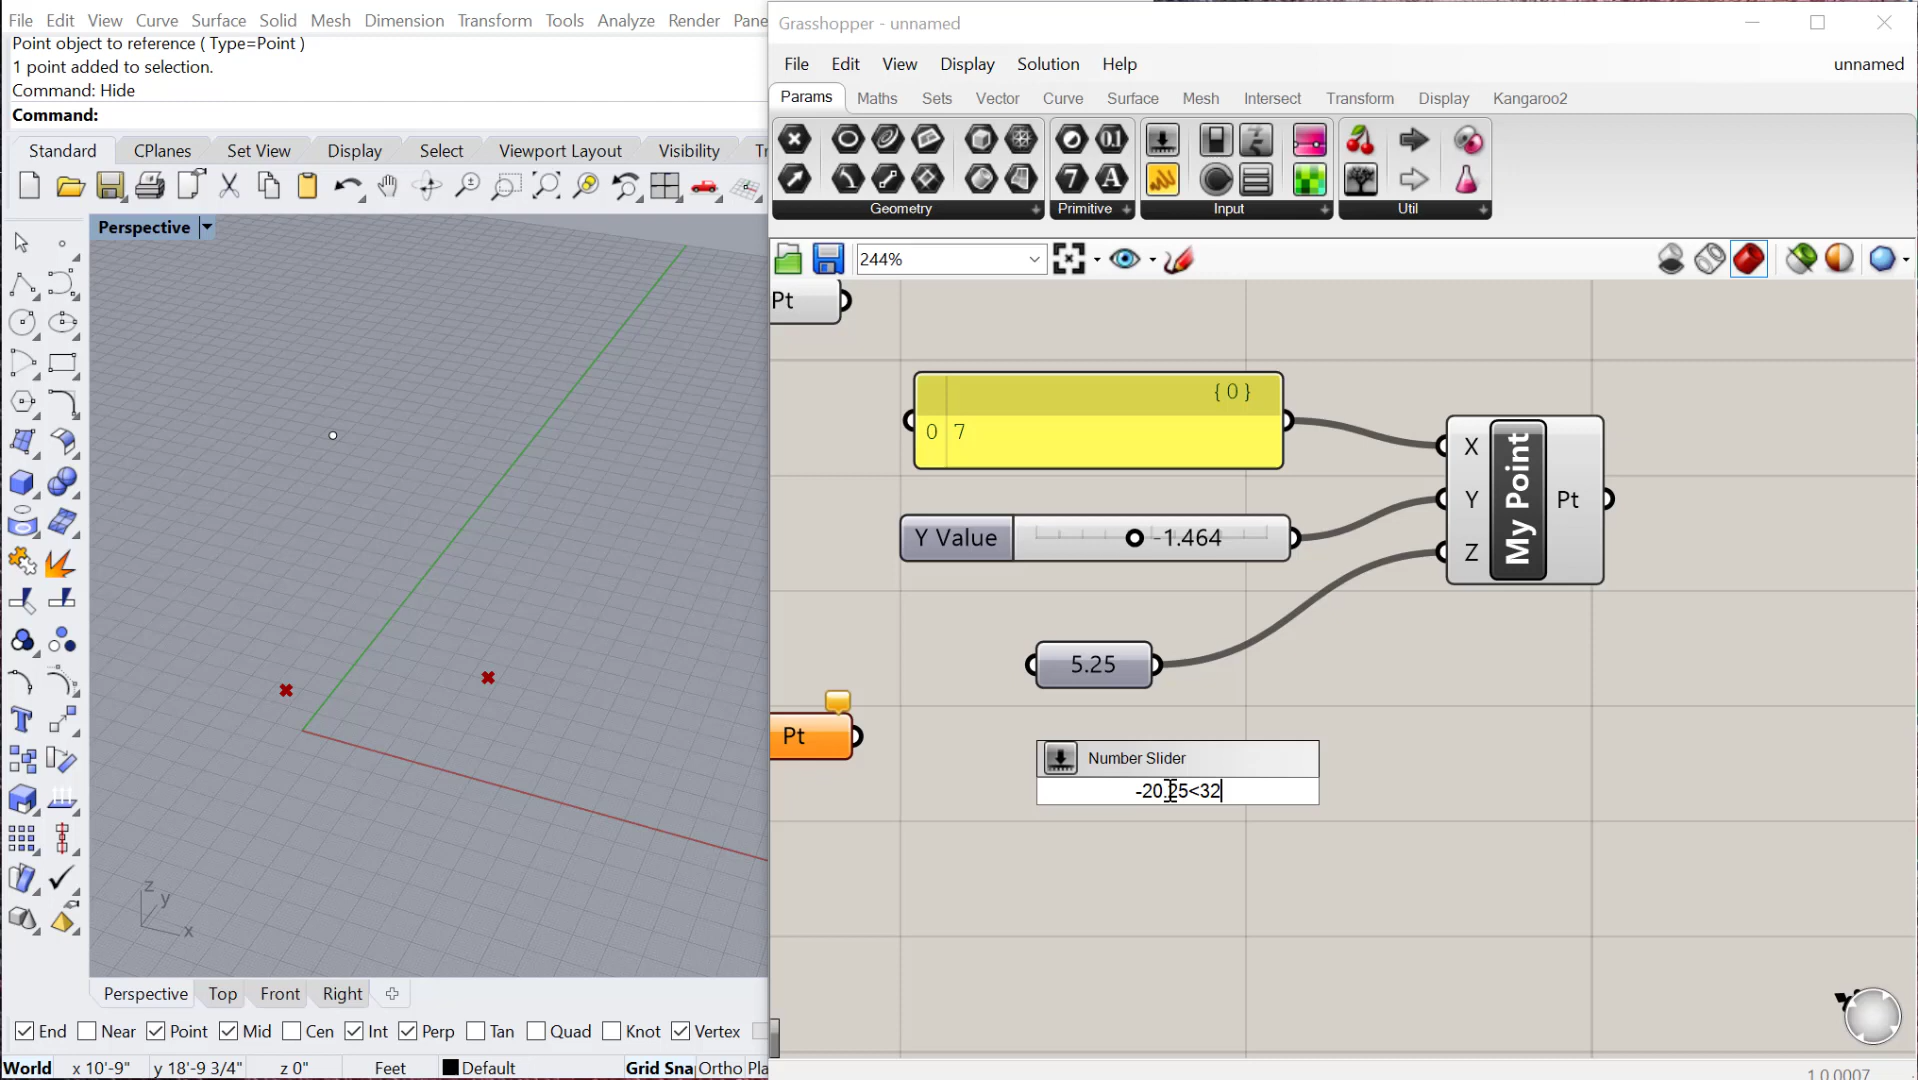 File Edit View Curve Surface Solid Mesh Dimension Transform Tools Analyze Render Pane
Point object to reference ( Type=Point )
1 point added to selection.
Command: Hide
Command:
Standard CPlanes Set View Display Select Viewport Layout Visibility
Perspective
z
y
x
Perspective Top Front Right
End Near Point Mid Cen Int Perp Tan Quad Knot Vertex
World x 10'-9" y 18'-9 3/4" z 0" Feet Default Grid Sna Ortho Pla
Grasshopper - unnamed
File Edit View Display Solution Help unnamed
Params Maths Sets Vector Curve Surface Mesh Intersect Transform Display Kangaroo2
Geometry Primitive Input Util
244%
Pt
{ 0 }
0 7
Y Value -1.464
5.25
X
Y
Z
My Point
Pt
Pt
Number Slider
-20.25<32
1.0.0007